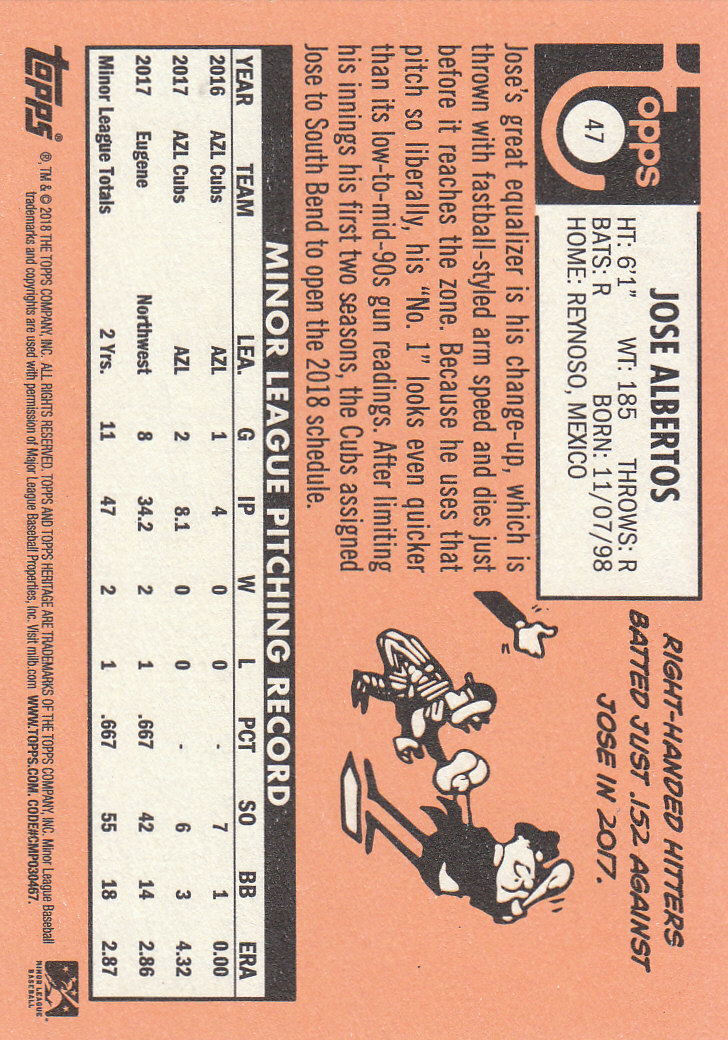 Topps
47
JOSE ALBERTOS
HT: 6'1" WT: 185 THROWS: R
BATS: R BORN: 11/07/98
HOME: REYNOSO, MEXICO
RIGHT-HANDED HITTERS
BATTED JUST .152 AGAINST
JOSE IN 2017.
Jose's great equalizer is his change-up, which is
thrown with fastball-styled arm speed and dies just
before it reaches the zone. Because he uses that
pitch so liberally, his "No. 1" looks even quicker
than its low-to-mid-90s gun readings. After limiting
his innings his first two seasons, the Cubs assigned
Jose to South Bend to open the 2018 schedule.
MINOR LEAGUE PITCHING RECORD
YEAR TEAM LEA. G IP W L PCT SO BB ERA
2016 AZL Cubs AZL 1 4 0 0 - 7 1 0.00
2017 AZL Cubs AZL 2 8.1 0 0 - 6 3 4.32
2017 Eugene Northwest 8 34.2 2 1 .667 42 14 2.86
Minor League Totals 2 Yrs. 11 47 2 1 .667 55 18 2.87
topps®
®, TM & © 2018 THE TOPPS COMPANY, INC. ALL RIGHTS RESERVED. TOPPS AND TOPPS HERITAGE ARE TRADEMARKS OF THE TOPPS COMPANY, INC. Minor League Baseball
trademarks and copyrights are used with permission of Major League Baseball Properties, Inc. Visit milb.com WWW.TOPPS.COM. CODE#CMP030467.
MINOR LEAGUE
BASEBALL